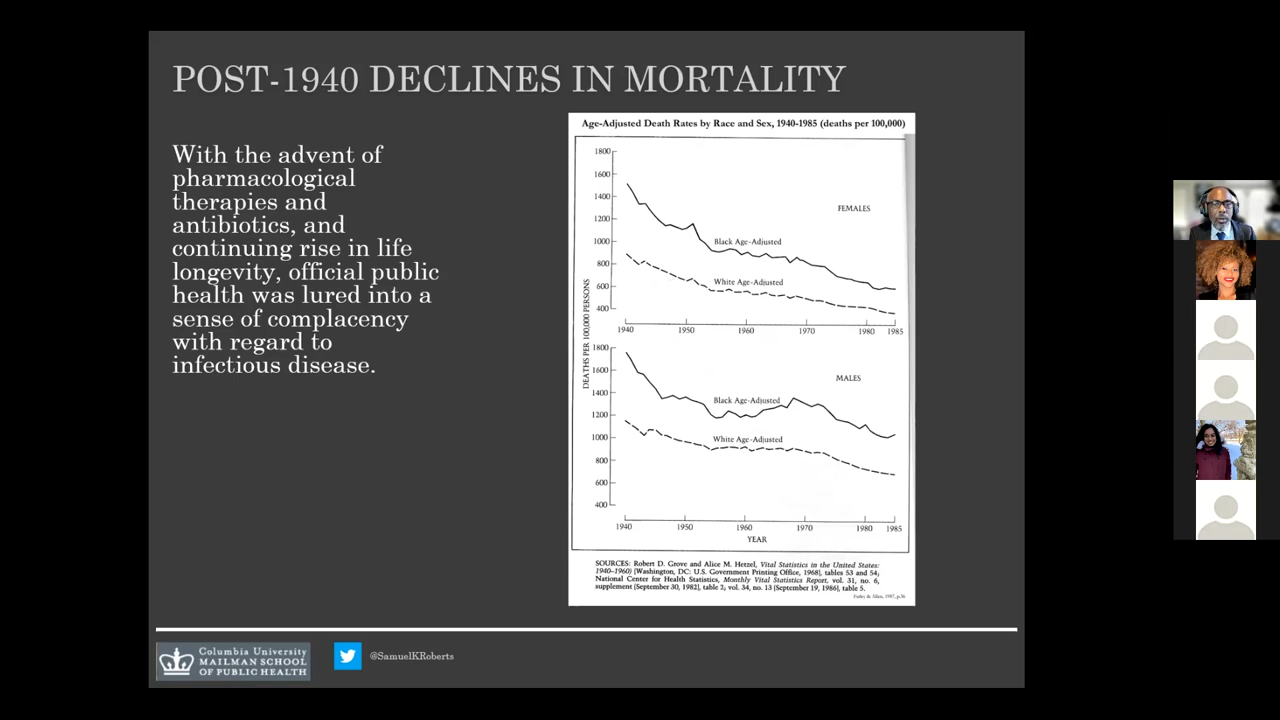 POST-1940 DECLINES IN MORTALITY
With the advent of
pharmacological
therapies and
antibiotics, and
continuing rise in life
longevity, official public
health was lured into a
sense of complacency
with regard to
infectious disease.
Age-Adjusted Death Rates by Race and Sex, 1940-1985 (deaths per 100,000)
DEATHS PER 100,000 PERSONS
1800
1600
1400
1200
1000
800
600
400
FEMALES
Black Age-Adjusted
White Age-Adjusted
1940 1950 1960 1970 1980 1985
1800
1600
1400
1200
1000
800
600
400
MALES
Black Age-Adjusted
White Age-Adjusted
1940 1950 1960 1970 1980 1985
YEAR
SOURCES: Robert D. Grove and Alice M. Hetzel, Vital Statistics in the United States:
1940-1960) (Washington, DC: U.S. Government Printing Office, 1968), tables 53 and 54;
National Center for Health Statistics, Monthly Vital Statistics Report, vol. 31, no. 6,
supplement (September 30, 1982), table 2; vol. 34, no. 13 (September 19, 1986), table 5.
Farley & Allen, 1987, p.36
Columbia University
MAILMAN SCHOOL
OF PUBLIC HEALTH
@SamuelKRoberts